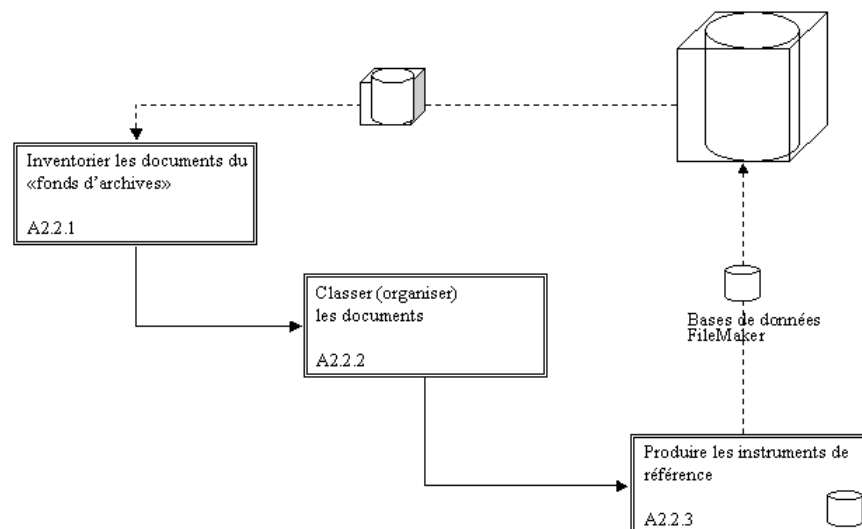 Inventorier les documents du
«fonds d'archives»
A2.2.1
Classer (organiser)
les documents
A2.2.2
Bases de données
FileMaker
Produire les instruments de
référence
A2.2.3